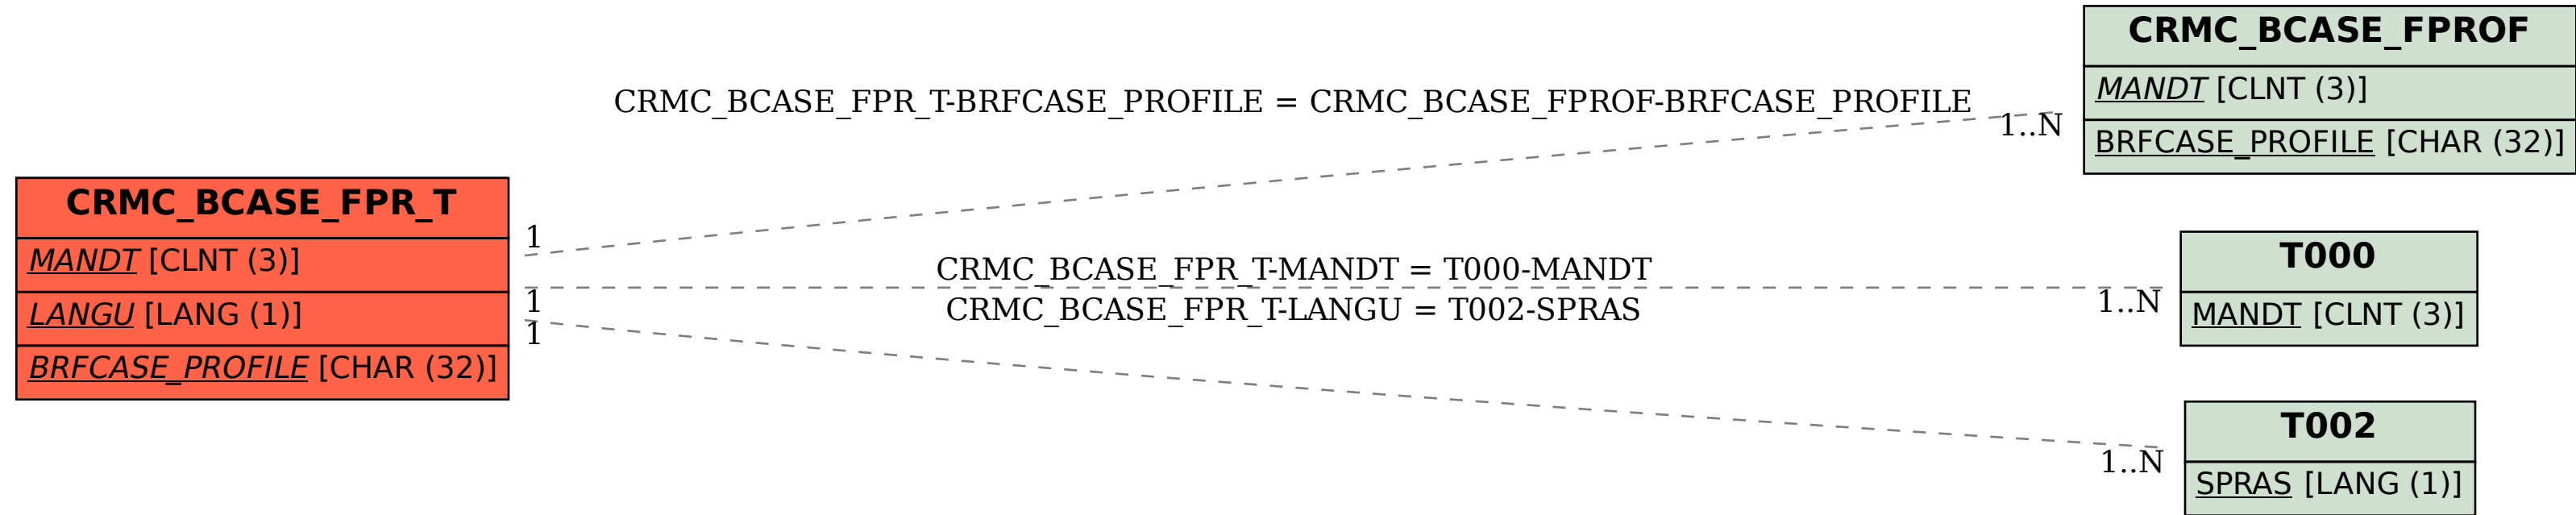 CRMC_BCASE_FPROF
MANDT [CLNT (3)]
BRFCASE_PROFILE [CHAR (32)]
CRMC_BCASE_FPR_T-BRFCASE_PROFILE = CRMC_BCASE_FPROF-BRFCASE_PROFILE
1..N
CRMC_BCASE_FPR_T
MANDT [CLNT (3)]
LANGU [LANG (1)]
BRFCASE_PROFILE [CHAR (32)]
1
1
1
CRMC_BCASE_FPR_T-MANDT = T000-MANDT
CRMC_BCASE_FPR_T-LANGU = T002-SPRAS
1..N
T000
MANDT [CLNT (3)]
1..N
T002
SPRAS [LANG (1)]